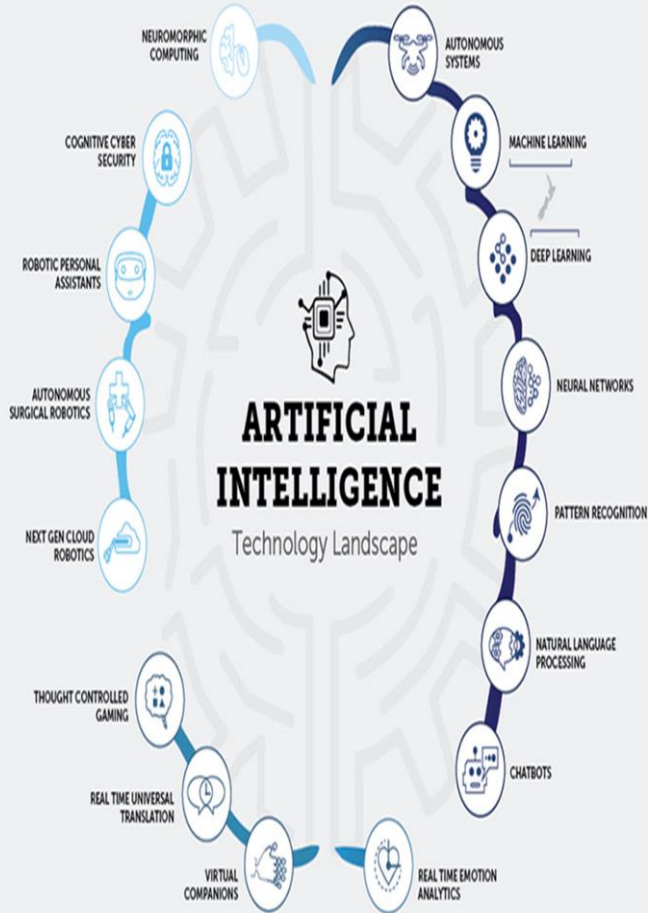 ARTIFICIAL
INTELLIGENCE
Technology Landscape
AUTONOMOUS
SYSTEMS
MACHINE LEARNING
DEEP LEARNING
NEURAL NETWORKS
PATTERN RECOGNITION
NATURAL LANGUAGE
PROCESSING
CHATBOTS
REAL TIME EMOTION
ANALYTICS
VIRTUAL
COMPANIONS
REAL TIME UNIVERSAL
TRANSLATION
THOUGHT CONTROLLED
GAMING
NEXT GEN CLOUD
ROBOTICS
AUTONOMOUS
SURGICAL ROBOTICS
ROBOTIC PERSONAL
ASSISTANTS
COGNITIVE CYBER
SECURITY
NEUROMORPHIC
COMPUTING